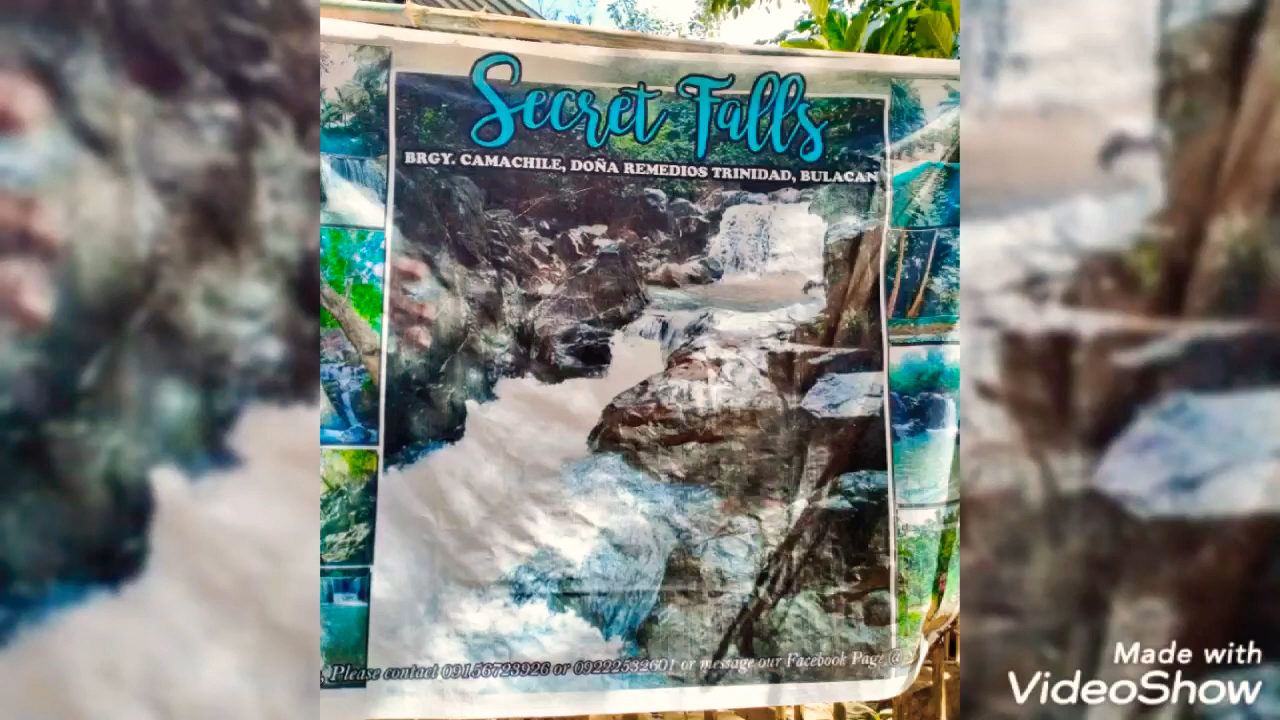 Secret Falls
BRGY. CAMACHILE, DOÑA REMEDIOS TRINIDAD, BULACAN
Please contact 09156723926 or 09222532601 or message our Facebook Page @
Made with
VideoShow